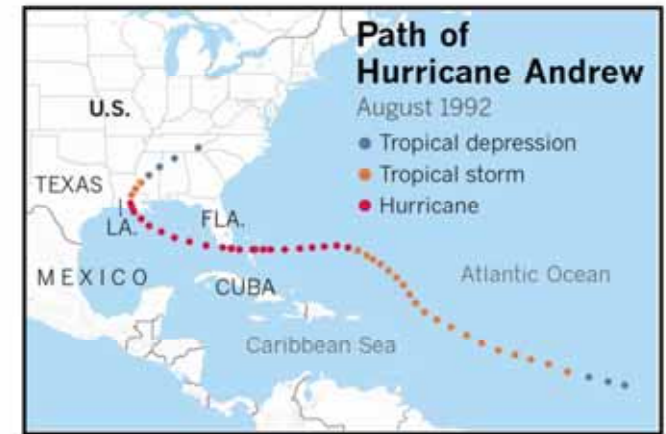 Path of
Hurricane Andrew
August 1992
Tropical depression
Tropical storm
Hurricane
U.S.
TEXAS
LA.
FLA.
MEXICO
CUBA
Atlantic Ocean
Caribbean Sea